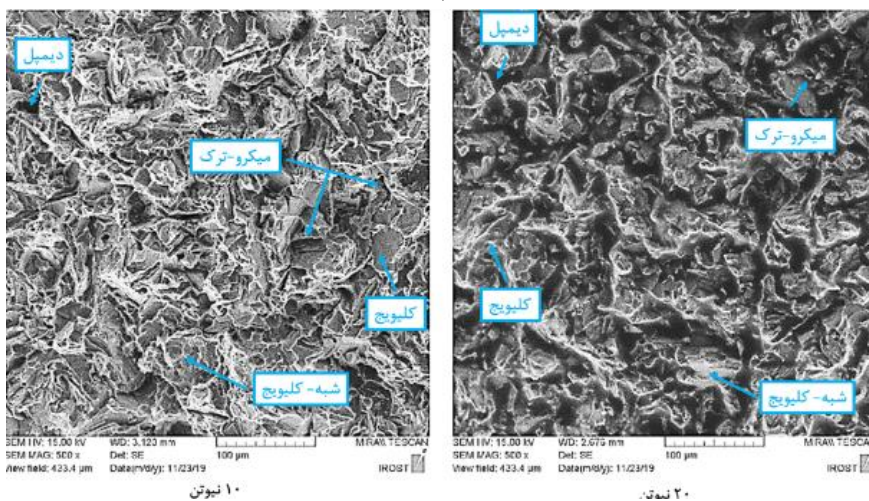 دیمپل
میکرو-ترک
کلیویج
شبه- کلیویج
SEM HV: 15.00 kV WD: 3.123 mm
SEM MAG: 500 x Det: SE 100 µm
View field: 433.4 µm Date(m/d/y): 11/23/19
MIRA\\ TESCAN
IROST
۱۰ نیوتن
دیمپل
میکرو-ترک
کلیویج
شبه- کلیویج
SEM HV: 15.00 kV WD: 2.676 mm
SEM MAG: 500 x Det: SE 100 µm
View field: 433.4 µm Date(m/d/y): 11/23/19
MIRA\\ TESCAN
IROST
۲۰ نیوتن